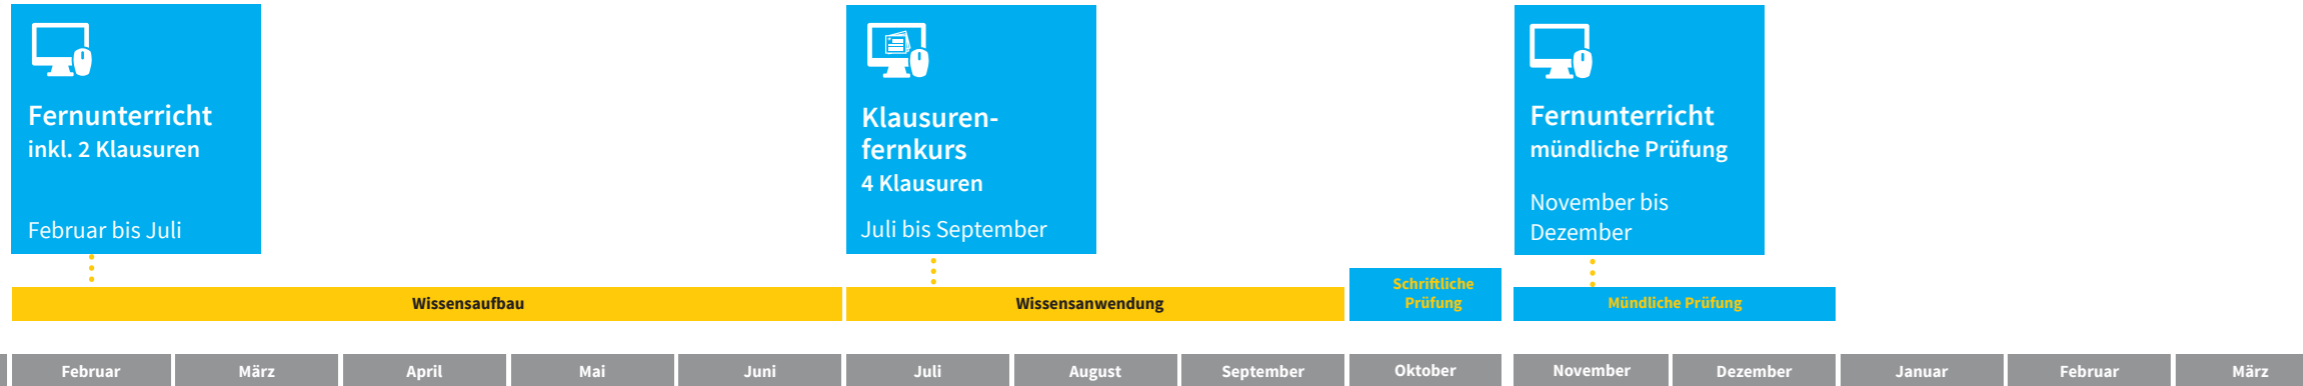 Fernunterricht
inkl. 2 Klausuren
Februar bis Juli
Klausuren-
fernkurs
4 Klausuren
Juli bis September
Fernunterricht
mündliche Prüfung
November bis
Dezember
Wissensaufbau
Wissensanwendung
Schriftliche
Prüfung
Mündliche Prüfung
Februar
März
April
Mai
Juni
Juli
August
September
Oktober
November
Dezember
Januar
Februar
März